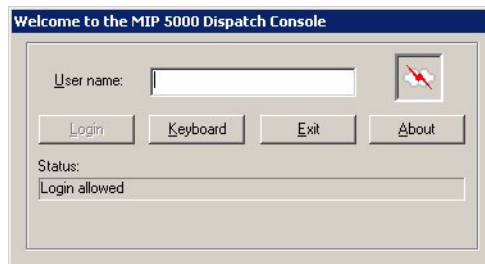 Welcome to the MIP 5000 Dispatch Console
User name:
Login Keyboard Exit About
Status:
Login allowed